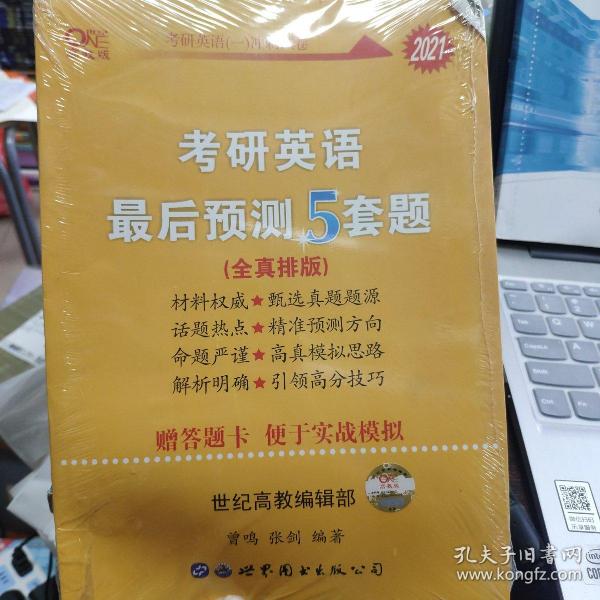 ONE
考研英语(一)冲刺试卷
2021
考研英语
最后预测5套题
(全真排版)
材料权威★甄选真题题源
话题热点★精准预测方向
命题严谨★高真模拟思路
解析明确★引领高分技巧
赠答题卡 便于实战模拟
世纪高教编辑部
曾鸣 张剑 编著
世界图书出版公司
孔夫子旧书网
www.kongfz.com